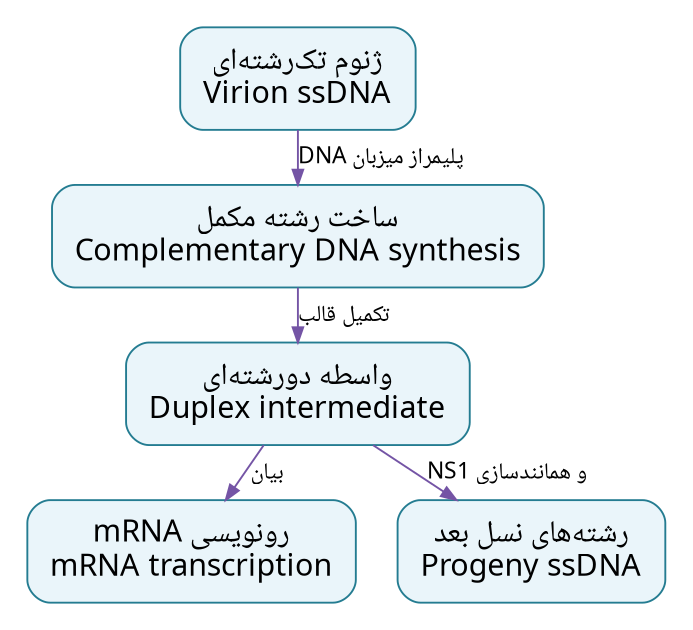 ژنوم تک‌رشته‌ای
Virion ssDNA
پلیمراز میزبان DNA
ساخت رشته مکمل
Complementary DNA synthesis
تکمیل قالب
واسطه دورشته‌ای
Duplex intermediate
بیان
و همانندسازی NS1
رونویسی mRNA
mRNA transcription
رشته‌های نسل بعد
Progeny ssDNA